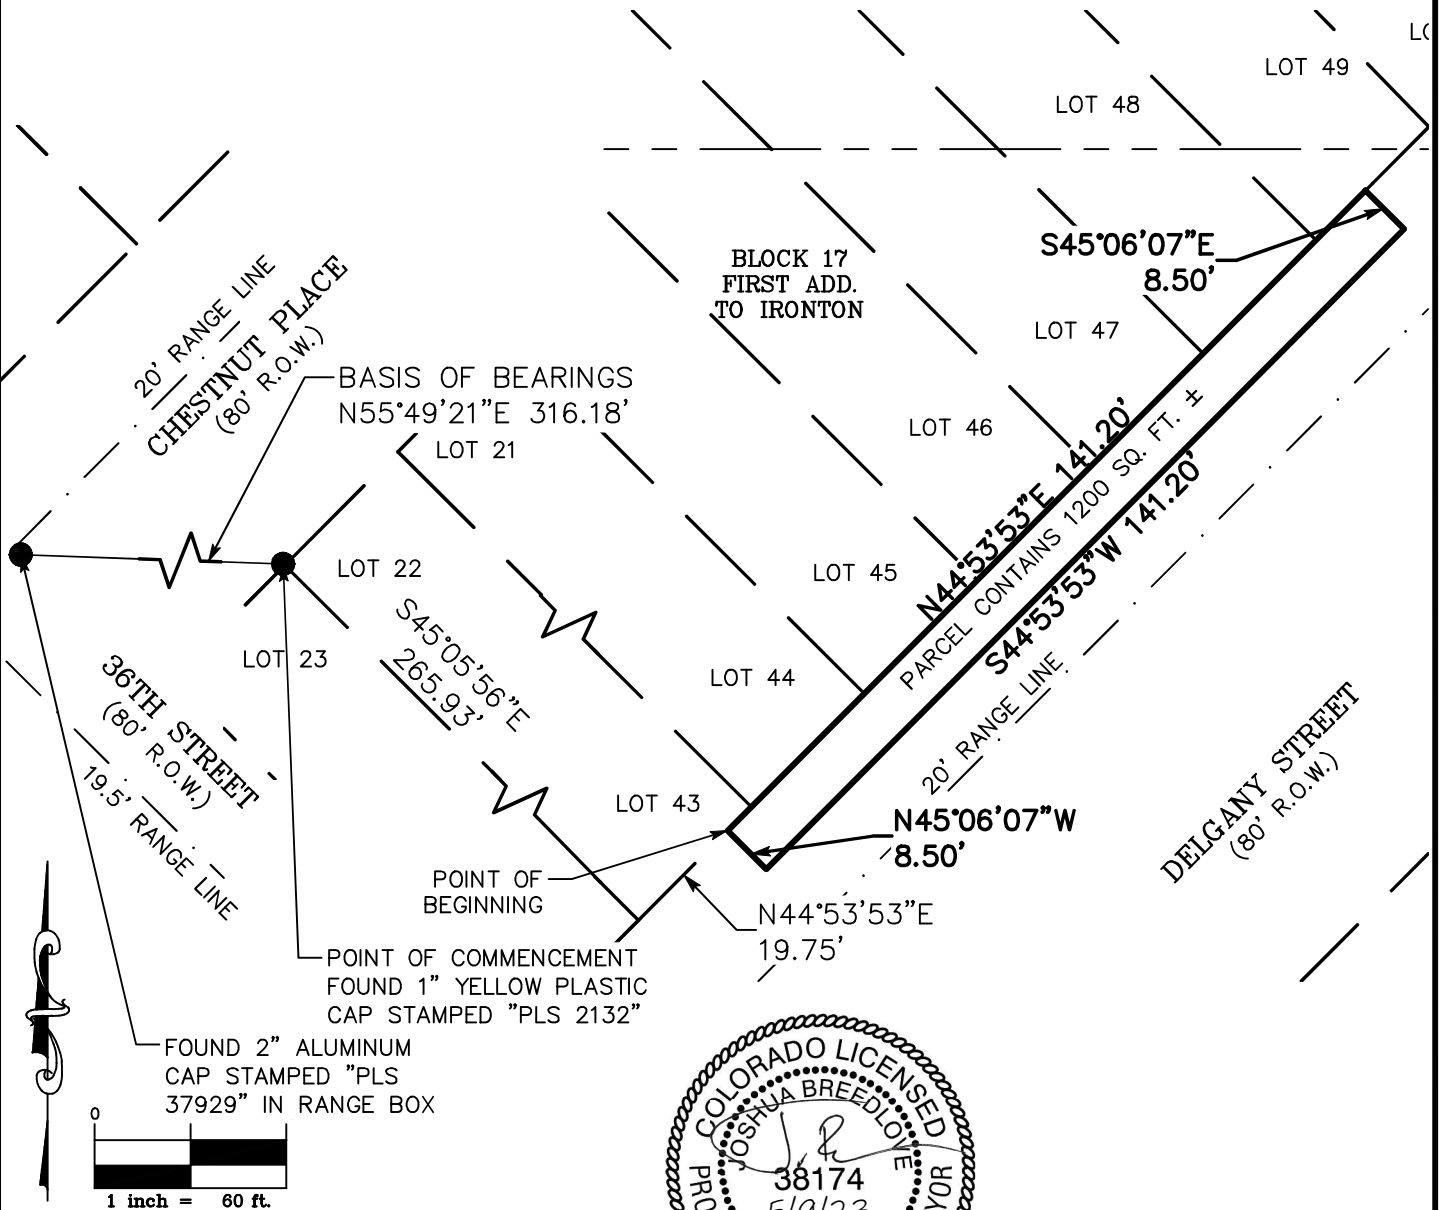 LOT 49
LOT 48
S45°06'07"E
8.50'
BLOCK 17
FIRST ADD.
TO IRONTON
LOT 47
20' RANGE LINE
CHESTNUT PLACE
(80' R.O.W.)
BASIS OF BEARINGS
N55°49'21"E 316.18'
LOT 21
LOT 46
N44°53'53"E 141.20'
PARCEL CONTAINS 1200 SQ. FT. ±
S44°53'53"W 141.20'
LOT 22
LOT 45
S45°05'56"E
265.93'
LOT 23
LOT 44
36TH STREET
(80' R.O.W.)
19.5' RANGE LINE
20' RANGE LINE
DELGANY STREET
(80' R.O.W.)
LOT 43
N45°06'07"W
8.50'
POINT OF
BEGINNING
N44°53'53"E
19.75'
POINT OF COMMENCEMENT
FOUND 1" YELLOW PLASTIC
CAP STAMPED "PLS 2132"
FOUND 2" ALUMINUM
CAP STAMPED "PLS
37929" IN RANGE BOX
0
1 inch = 60 ft.
COLORADO LICENSED
JOSHUA BREEDLOVE
38174